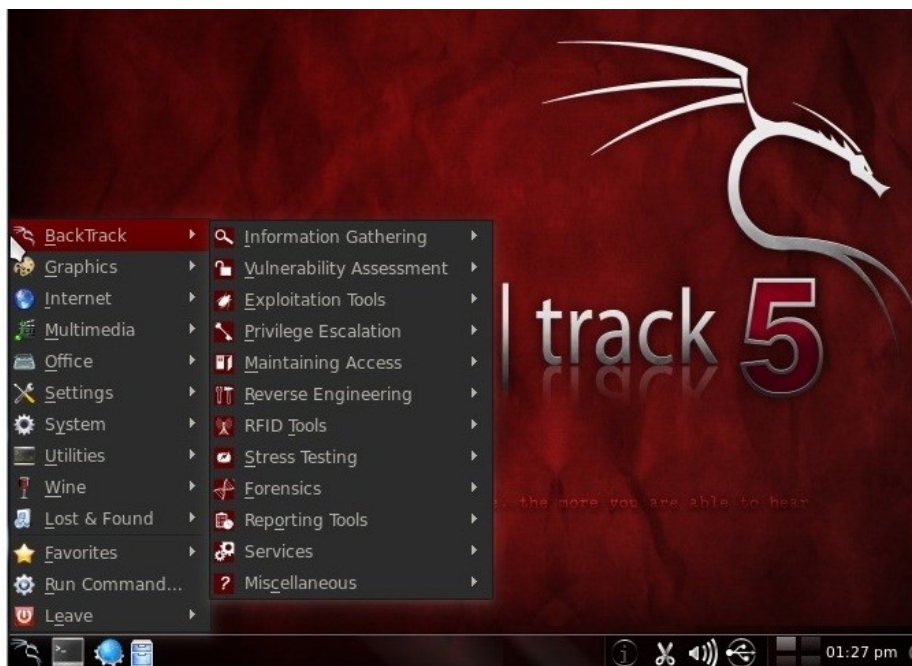 BackTrack
Graphics
Internet
Multimedia
Office
Settings
System
Utilities
Wine
Lost & Found
Favorites
Run Command...
Leave
Information Gathering
Vulnerability Assessment
Exploitation Tools
Privilege Escalation
Maintaining Access
Reverse Engineering
RFID Tools
Stress Testing
Forensics
Reporting Tools
Services
Miscellaneous
| track 5
, the more you are able to hear
01:27 pm